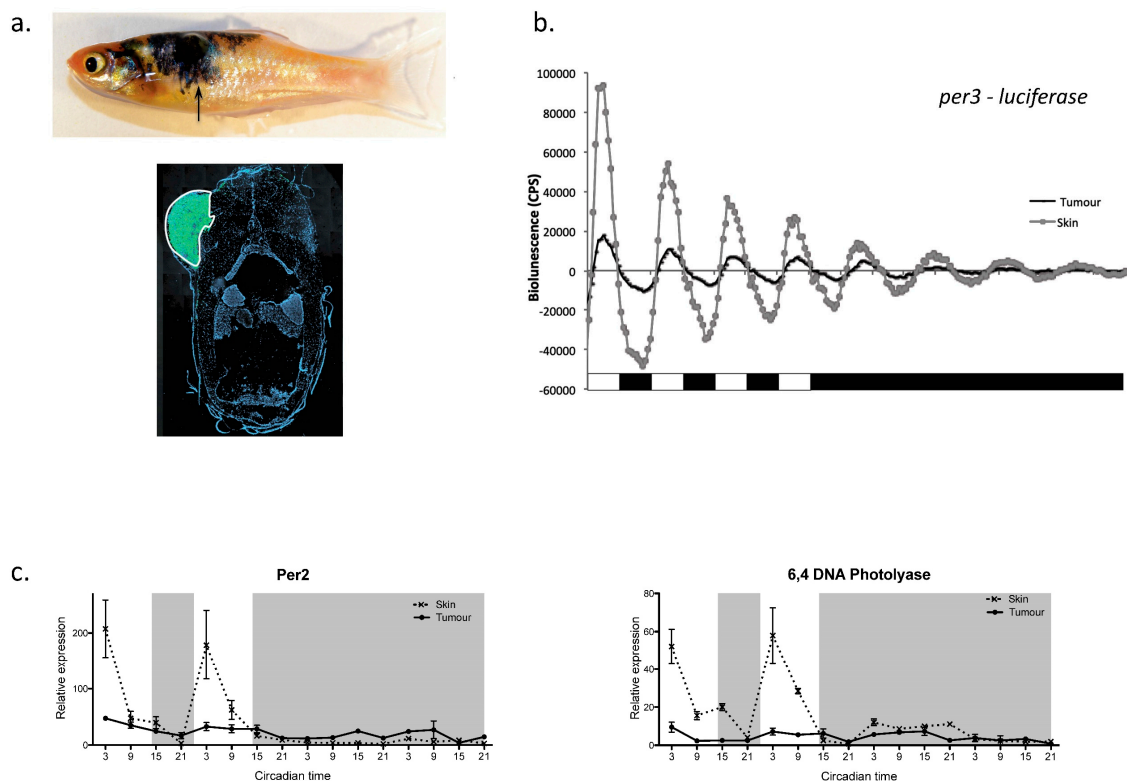 a.
b.
per3 - luciferase
100000
80000
60000
40000
20000
0
-20000
-40000
-60000
Biolunescence (CPS)
Tumour
Skin
c.
Per2
Relative expression
200
100
0
Skin
Tumour
3 9 15 21 3 9 15 21 3 9 15 21 3 9 15 21
Circadian time
6,4 DNA Photolyase
Relative expression
80
60
40
20
0
Skin
Tumour
3 9 15 21 3 9 15 21 3 9 15 21 3 9 15 21
Circadian time